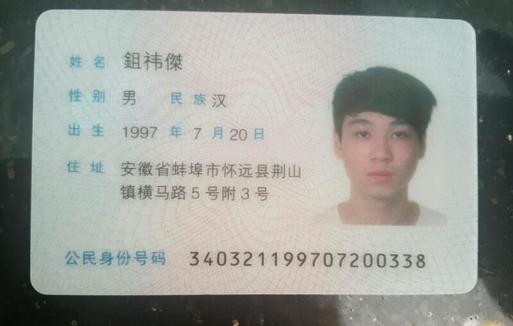 姓名 鉏祎傑
性别 男 民族 汉
出生 1997 年 7 月 20 日
住址 安徽省蚌埠市怀远县荆山
镇横马路5号附3号
公民身份号码 340321199707200338